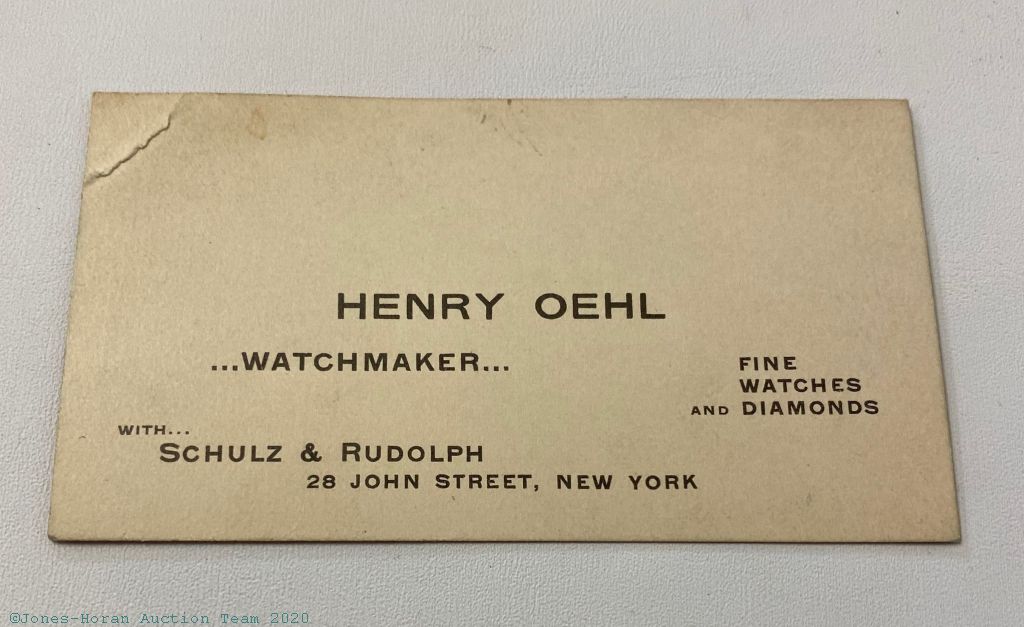 HENRY OEHL
...WATCHMAKER...
FINE
WATCHES
AND DIAMONDS
WITH...
SCHULZ & RUDOLPH
28 JOHN STREET, NEW YORK
©Jones-Horan Auction Team 2020